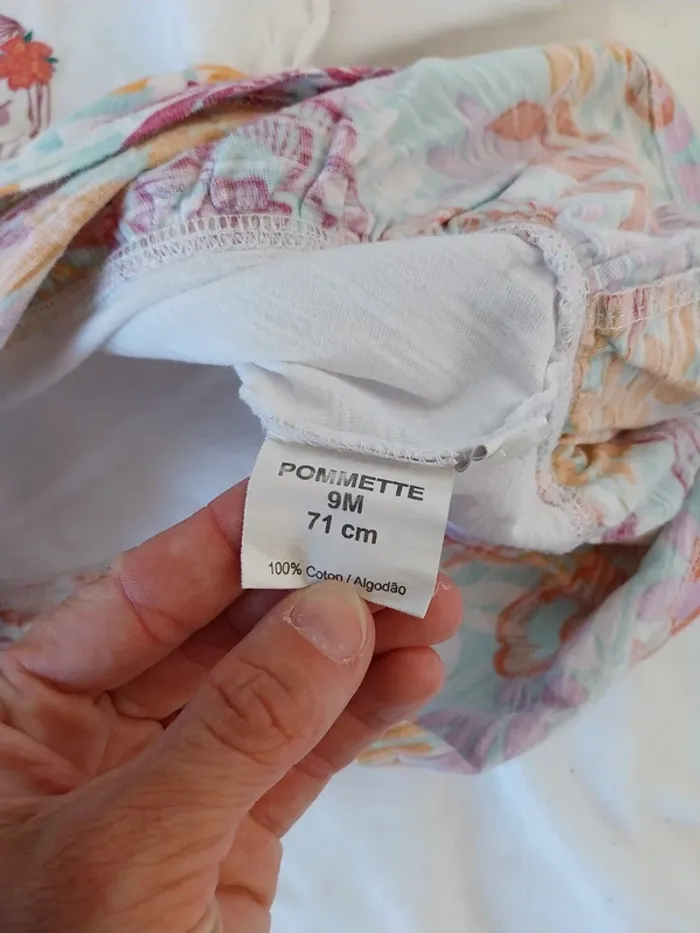 POMMETTE
9M
71 cm
100% Coton / Algodão